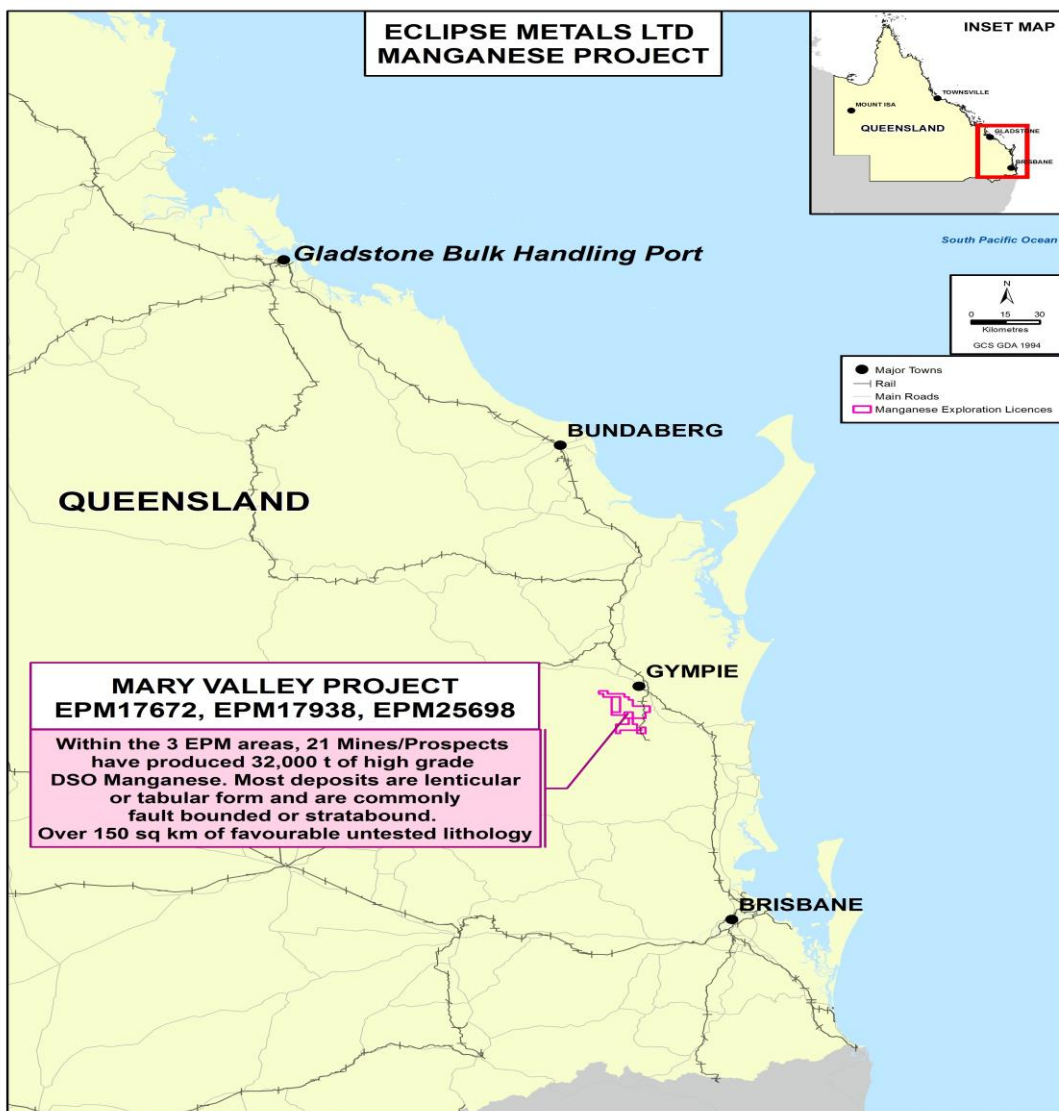 ECLIPSE METALS LTD
MANGANESE PROJECT
INSET MAP
TOWNSVILLE
MOUNT ISA
QUEENSLAND
GLADSTONE
BRISBANE
South Pacific Ocean
Gladstone Bulk Handling Port
N
0 15 30
Kilometres
GCS GDA 1994
Major Towns
Rail
Main Roads
Manganese Exploration Licences
BUNDABERG
QUEENSLAND
GYMPIE
MARY VALLEY PROJECT
EPM17672, EPM17938, EPM25698
Within the 3 EPM areas, 21 Mines/Prospects
have produced 32,000 t of high grade
DSO Manganese. Most deposits are lenticular
or tabular form and are commonly
fault bounded or stratabound.
Over 150 sq km of favourable untested lithology
BRISBANE